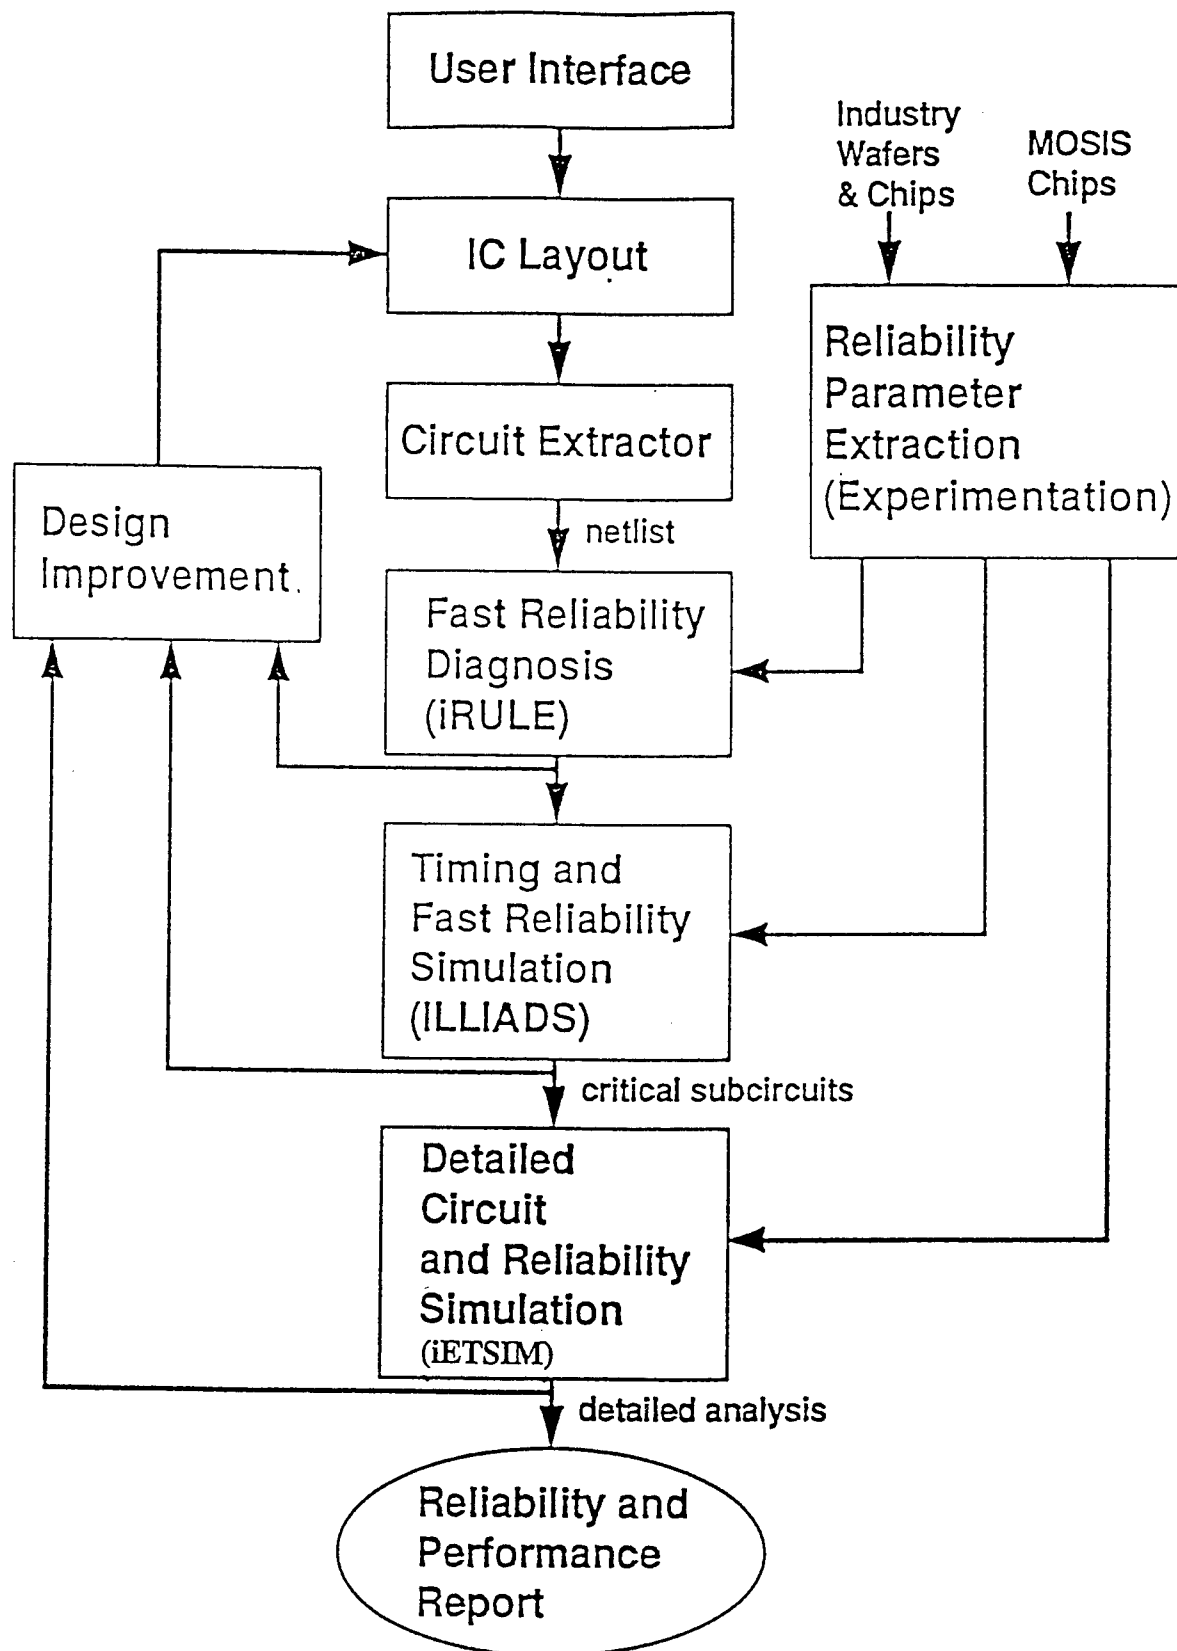 User Interface
Industry
Wafers
& Chips
MOSIS
Chips
IC Layout
Reliability
Parameter
Extraction
(Experimentation)
Circuit Extractor
netlist
Design
Improvement.
Fast Reliability
Diagnosis
(iRULE)
Timing and
Fast Reliability
Simulation
(ILLIADS)
critical subcircuits
Detailed
Circuit
and Reliability
Simulation
(iETSIM)
detailed analysis
Reliability and
Performance
Report